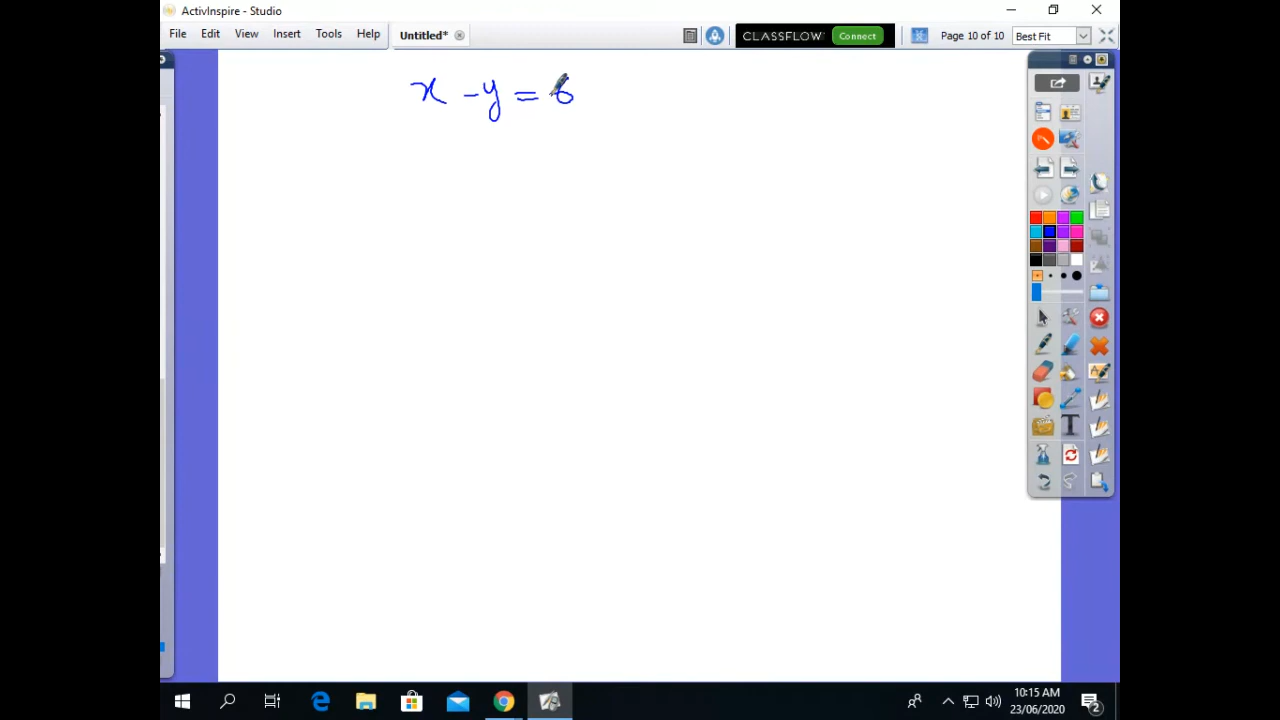 ActivInspire - Studio
File Edit View Insert Tools Help Untitled* CLASSFLOW Connect Page 10 of 10 Best Fit
x - y = 6
T
10:15 AM
23/06/2020 2